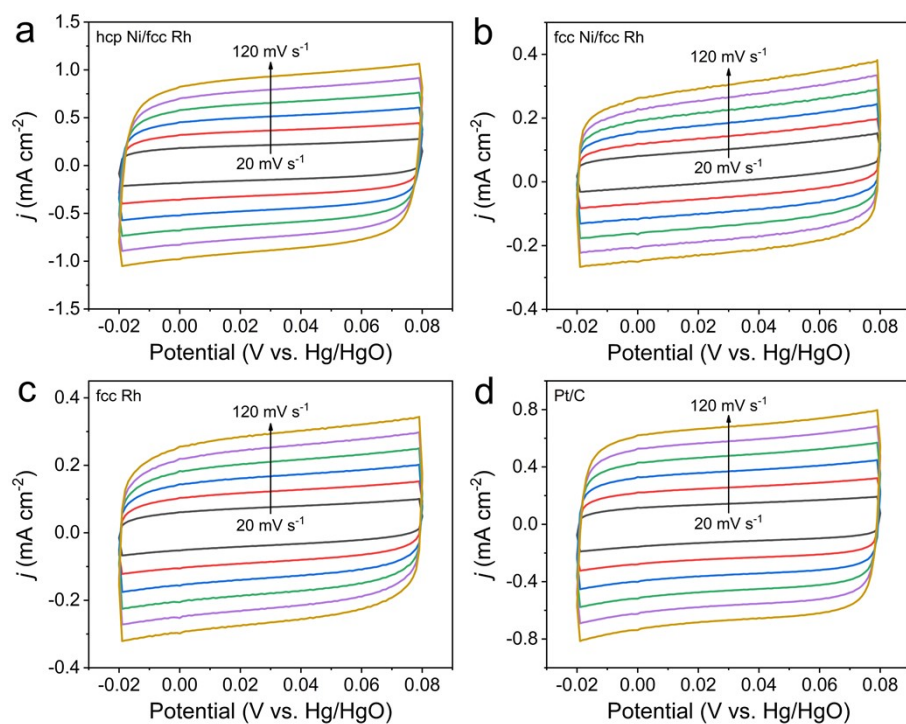 a
hcp Ni/fcc Rh
120 mV s⁻¹
20 mV s⁻¹
j (mA cm⁻²)
1.5
1.0
0.5
0.0
-0.5
-1.0
-1.5
-0.02 0.00 0.02 0.04 0.06 0.08
Potential (V vs. Hg/HgO)
b
fcc Ni/fcc Rh
120 mV s⁻¹
20 mV s⁻¹
j (mA cm⁻²)
0.4
0.2
0.0
-0.2
-0.4
-0.02 0.00 0.02 0.04 0.06 0.08
Potential (V vs. Hg/HgO)
c
fcc Rh
120 mV s⁻¹
20 mV s⁻¹
j (mA cm⁻²)
0.4
0.2
0.0
-0.2
-0.4
-0.02 0.00 0.02 0.04 0.06 0.08
Potential (V vs. Hg/HgO)
d
Pt/C
120 mV s⁻¹
20 mV s⁻¹
j (mA cm⁻²)
0.8
0.4
0.0
-0.4
-0.8
-0.02 0.00 0.02 0.04 0.06 0.08
Potential (V vs. Hg/HgO)